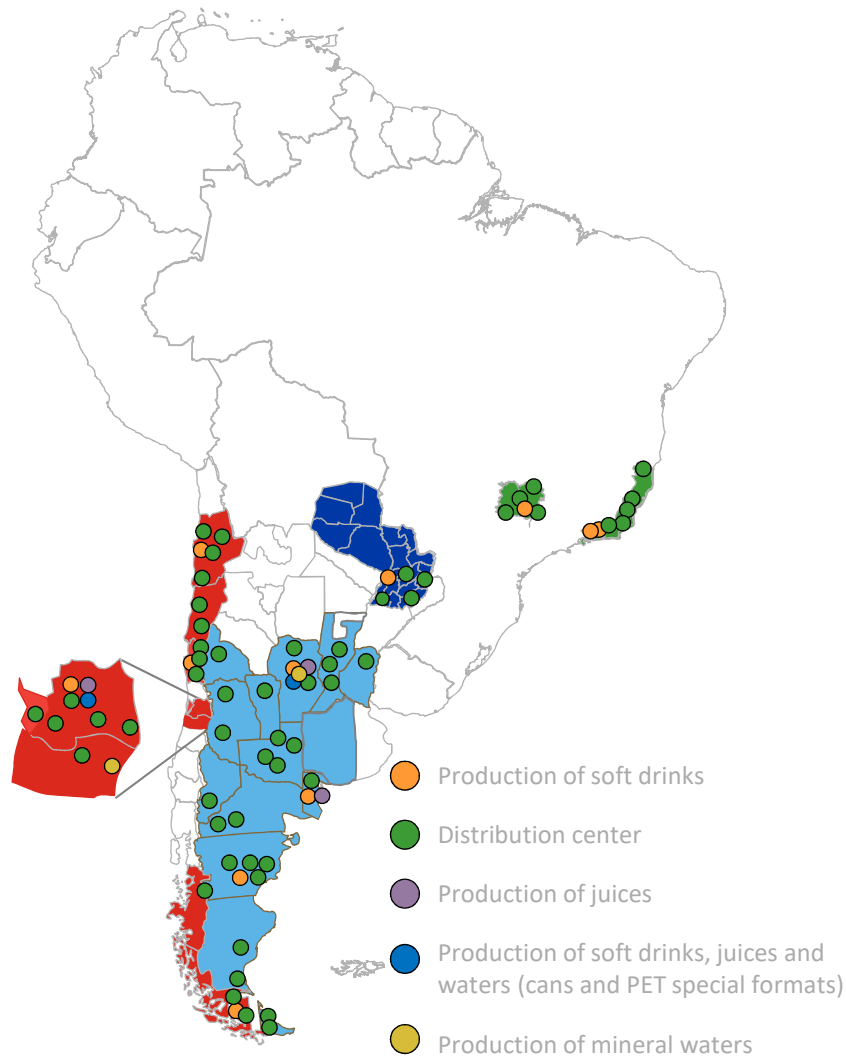 Production of soft drinks
Distribution center
Production of juices
Production of soft drinks, juices and
waters (cans and PET special formats)
Production of mineral waters